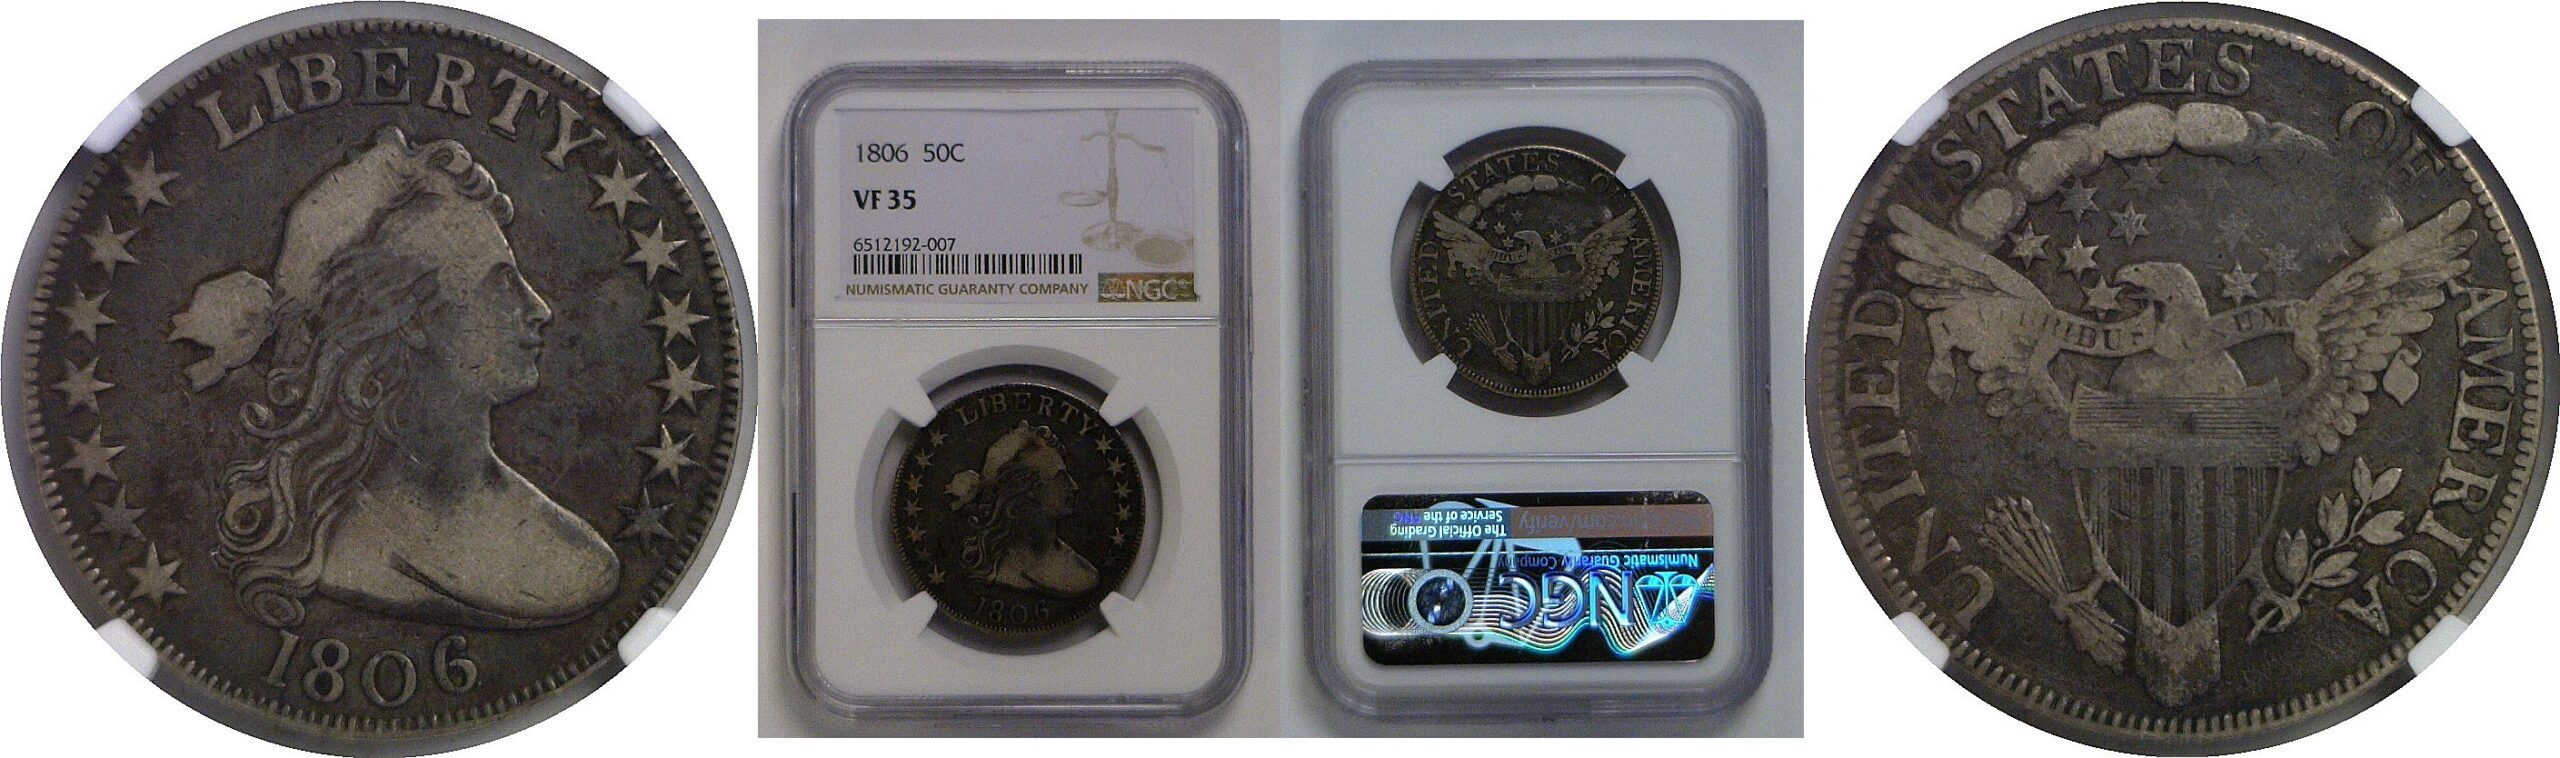 LIBERTY
1806
1806 50C
VF 35
6512192-007
NUMISMATIC GUARANTY COMPANY
NGC
LIBERTY
1806
UNITED STATES OF AMERICA
The Official Grading
Service of the
Numismatic Guaranty Company
NGC
UNITED STATES OF AMERICA